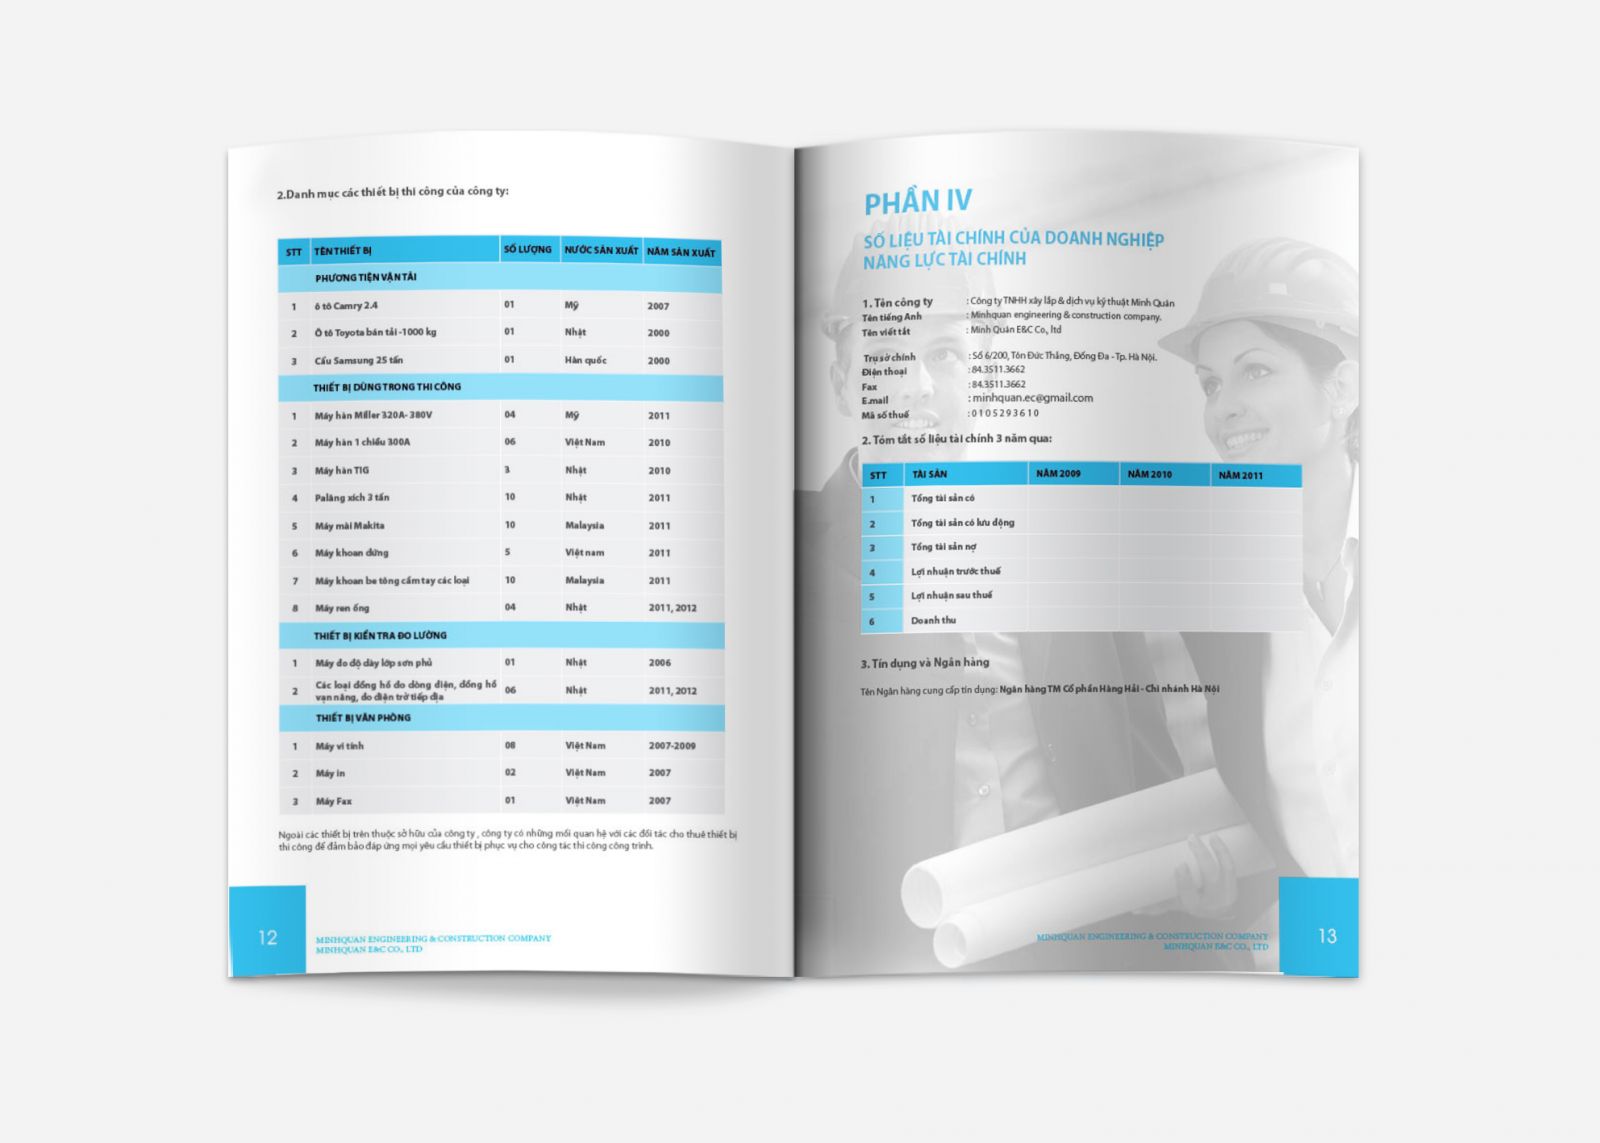 2.Danh mục các thiết bị thi công của công ty:
STT TÊN THIẾT BỊ SỐ LƯỢNG NƯỚC SẢN XUẤT NĂM SẢN XUẤT
PHƯƠNG TIỆN VẬN TẢI
1 ô tô Camry 2.4 01 Mỹ 2007
2 Ô tô Toyota bán tải -1000 kg 01 Nhật 2000
3 Cẩu Samsung 25 tấn 01 Hàn quốc 2000
THIẾT BỊ DÙNG TRONG THI CÔNG
1 Máy hàn Miller 320A- 380V 04 Mỹ 2011
2 Máy hàn 1 chiều 300A 06 Việt Nam 2010
3 Máy hàn TIG 3 Nhật 2010
4 Palăng xích 3 tấn 10 Nhật 2011
5 Máy mài Makita 10 Malaysia 2011
6 Máy khoan đứng 5 Việt nam 2011
7 Máy khoan be tông cầm tay các loại 10 Malaysia 2011
8 Máy ren ống 04 Nhật 2011, 2012
THIẾT BỊ KIỂN TRA ĐO LƯỜNG
1 Máy đo độ dày lớp sơn phủ 01 Nhật 2006
2 Các loại đồng hồ đo dòng điện, đồng hồ 06 Nhật 2011, 2012
vạn năng, đo điện trở tiếp địa
THIẾT BỊ VĂN PHÒNG
1 Máy vi tính 08 Việt Nam 2007-2009
2 Máy in 02 Việt Nam 2007
3 Máy Fax 01 Việt Nam 2007
Ngoài các thiết bị trên thuộc sở hữu của công ty , công ty có những mối quan hệ với các đối tác cho thuê thiết bị
thi công để đảm bảo đáp ứng mọi yêu cầu thiết bị phục vụ cho công tác thi công công trình.
12
MINHQUAN ENGINEERING & CONSTRUCTION COMPANY
MINHQUAN E&C CO., LTD
PHẦN IV
SỐ LIỆU TÀI CHÍNH CỦA DOANH NGHIỆP
NĂNG LỰC TÀI CHÍNH
1. Tên công ty : Công ty TNHH xây lắp & dịch vụ kỹ thuật Minh Quân
Tên tiếng Anh : Minhquan engineering & construction company.
Tên viết tắt : Minh Quân E&C Co., ltd
Trụ sở chính : Số 6/200, Tôn Đức Thắng, Đống Đa - Tp. Hà Nội.
Điện thoại : 84.3511.3662
Fax : 84.3511.3662
E.mail : minhquan.ec@gmail.com
Mã số thuế : 0 1 0 5 2 9 3 6 1 0
2. Tóm tắt số liệu tài chính 3 năm qua:
STT TÀI SẢN NĂM 2009 NĂM 2010 NĂM 2011
1 Tổng tài sản có
2 Tổng tài sản có lưu động
3 Tổng tài sản nợ
4 Lợi nhuận trước thuế
5 Lợi nhuận sau thuế
6 Doanh thu
3. Tín dụng và Ngân hàng
Tên Ngân hàng cung cấp tín dụng: Ngân hàng TM Cổ phần Hàng Hải - Chi nhánh Hà Nội
MINHQUAN ENGINEERING & CONSTRUCTION COMPANY
MINHQUAN E&C CO., LTD
13